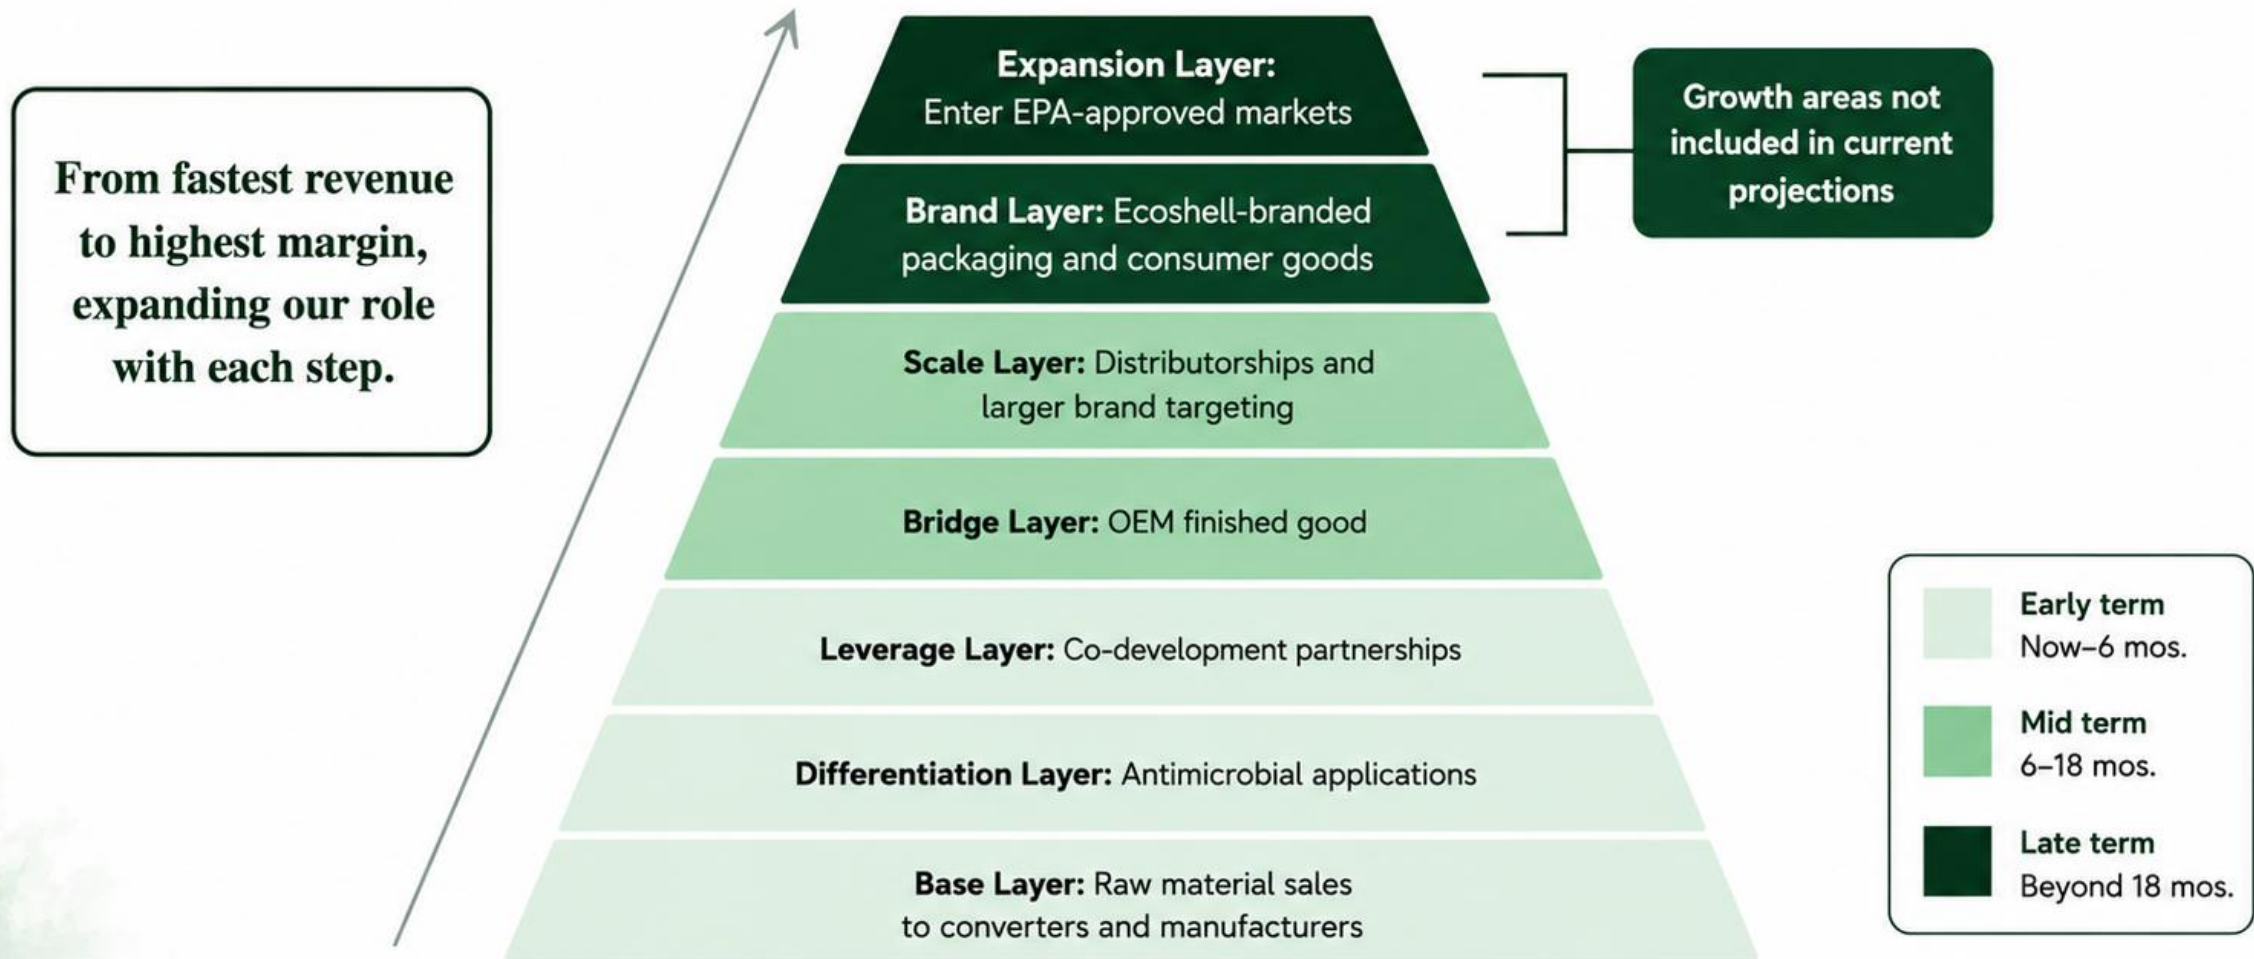 From fastest revenue
to highest margin,
expanding our role
with each step.
Expansion Layer:
Enter EPA-approved markets
Brand Layer: Ecoshell-branded
packaging and consumer goods
Growth areas not
included in current
projections
Scale Layer: Distributorships and
larger brand targeting
Bridge Layer: OEM finished good
Leverage Layer: Co-development partnerships
Differentiation Layer: Antimicrobial applications
Base Layer: Raw material sales
to converters and manufacturers
Early term
Now–6 mos.
Mid term
6–18 mos.
Late term
Beyond 18 mos.